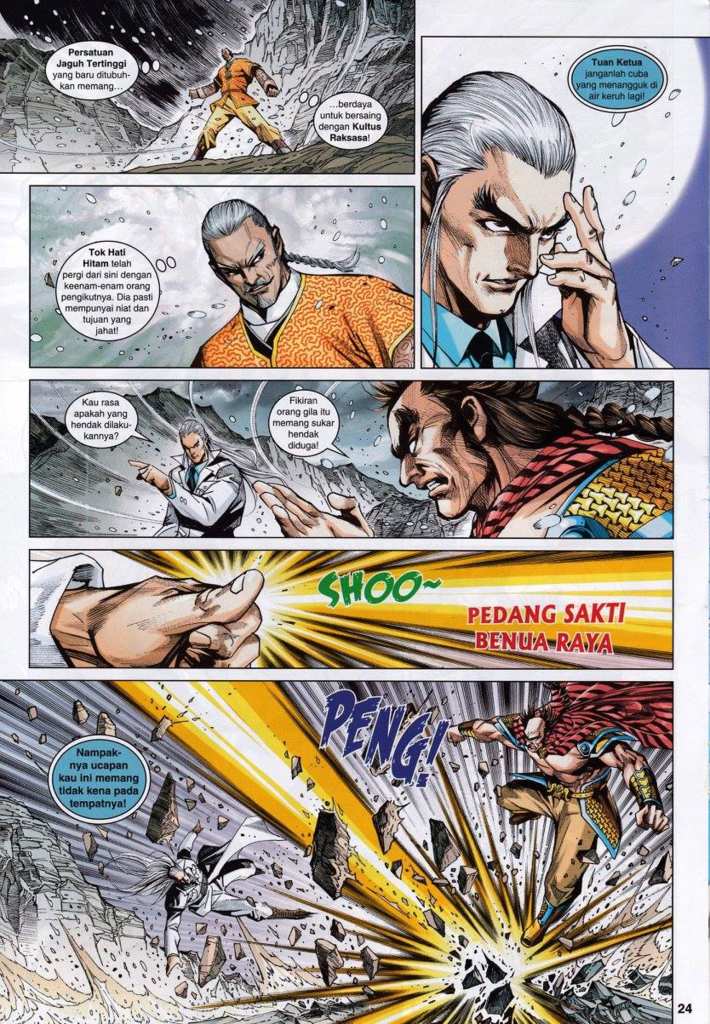 Persatuan
Jaguh Tertinggi
yang baru ditubuh-
kan memang...
...berdaya
untuk bersaing
dengan Kultus
Raksasa!
Tuan Ketua
janganlah cuba
yang menangguk di
air keruh lagi!
Tok Hati
Hitam telah
pergi dari sini dengan
keenam-enam orang
pengikutnya. Dia pasti
mempunyai niat dan
tujuan yang
jahat!
Kau rasa
apakah yang
hendak dilaku-
kannya?
Fikiran
orang gila itu
memang sukar
hendak
diduga!
SHOO~
PEDANG SAKTI
BENUA RAYA
PENG!
Nampak-
nya ucapan
kau ini memang
tidak kena pada
tempatnya!
24